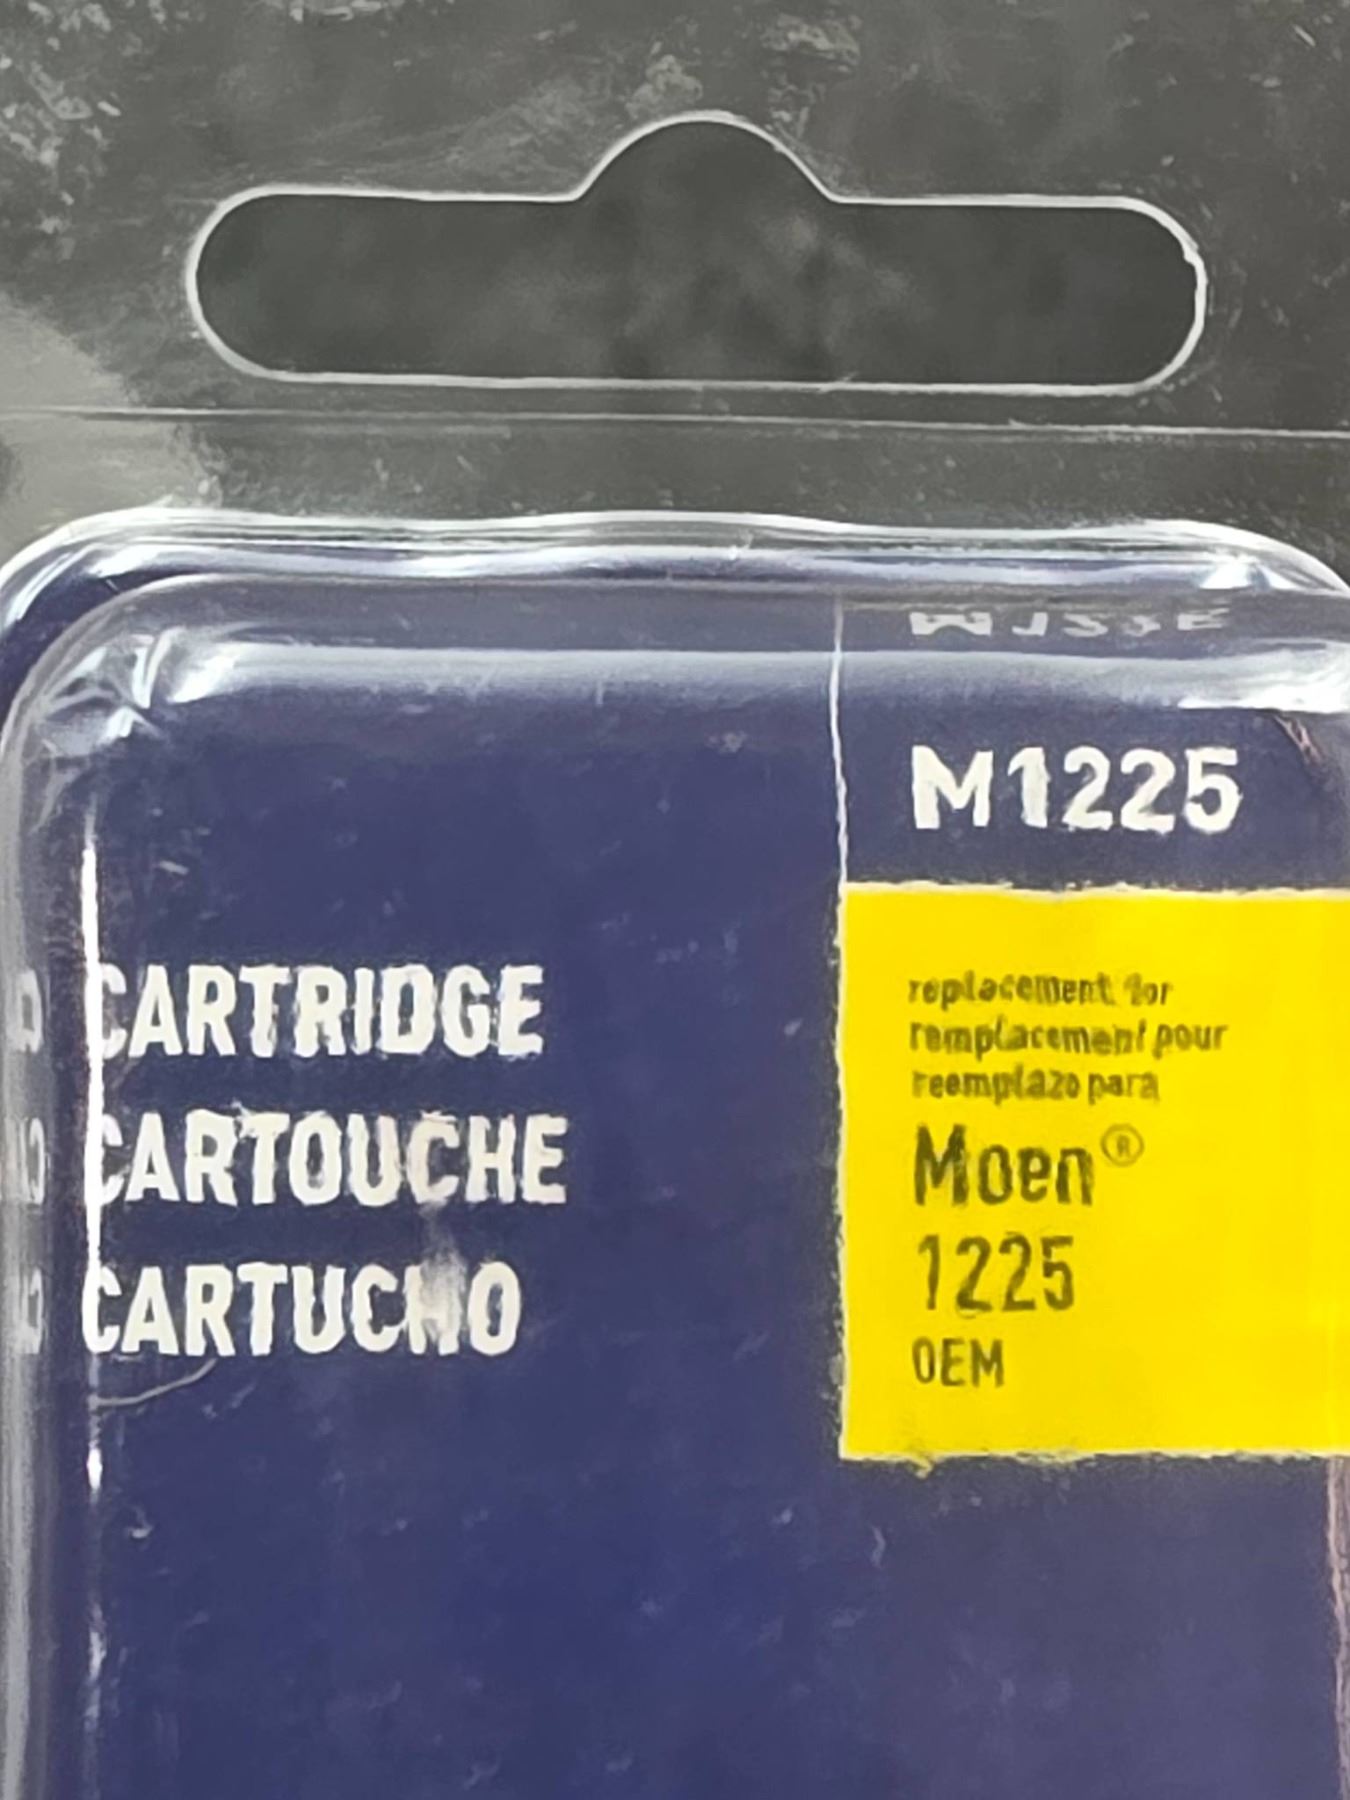 M1225
CARTRIDGE
CARTOUCHE
CARTUCHO
replacement for
remplacement pour
reemplazo para
Moen®
1225
OEM